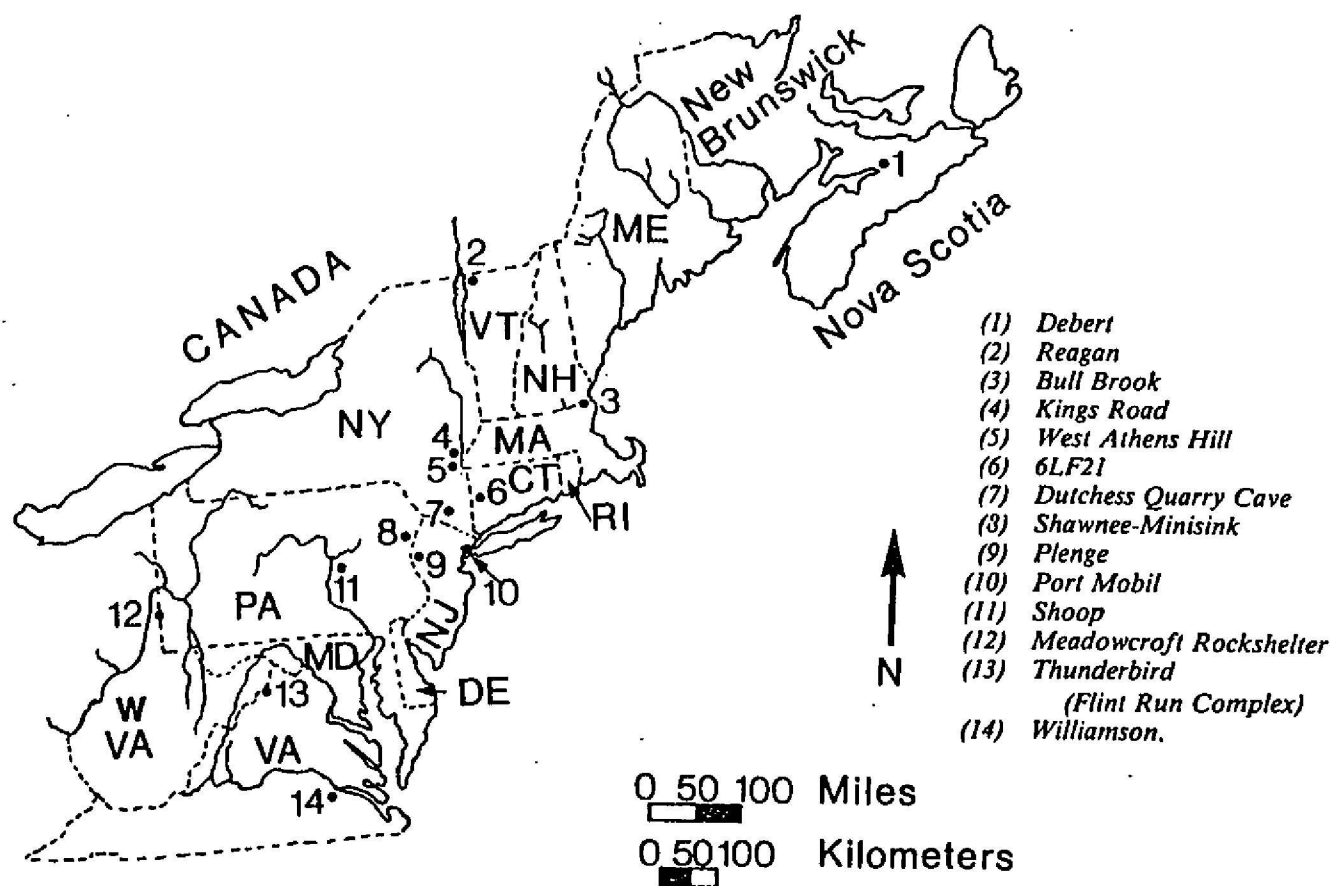 New
Brunswick
1
Nova Scotia
ME
CANADA
2
VT
NH
3
NY
MA
4
5
CT
6
RI
7
8
9
10
11
PA
NJ
12
MD
DE
13
W
VA
VA
14
N
0 50 100 Miles
0 50 100 Kilometers
(1) Debert
(2) Reagan
(3) Bull Brook
(4) Kings Road
(5) West Athens Hill
(6) 6LF21
(7) Dutchess Quarry Cave
(8) Shawnee-Minisink
(9) Plenge
(10) Port Mobil
(11) Shoop
(12) Meadowcroft Rockshelter
(13) Thunderbird
(Flint Run Complex)
(14) Williamson.